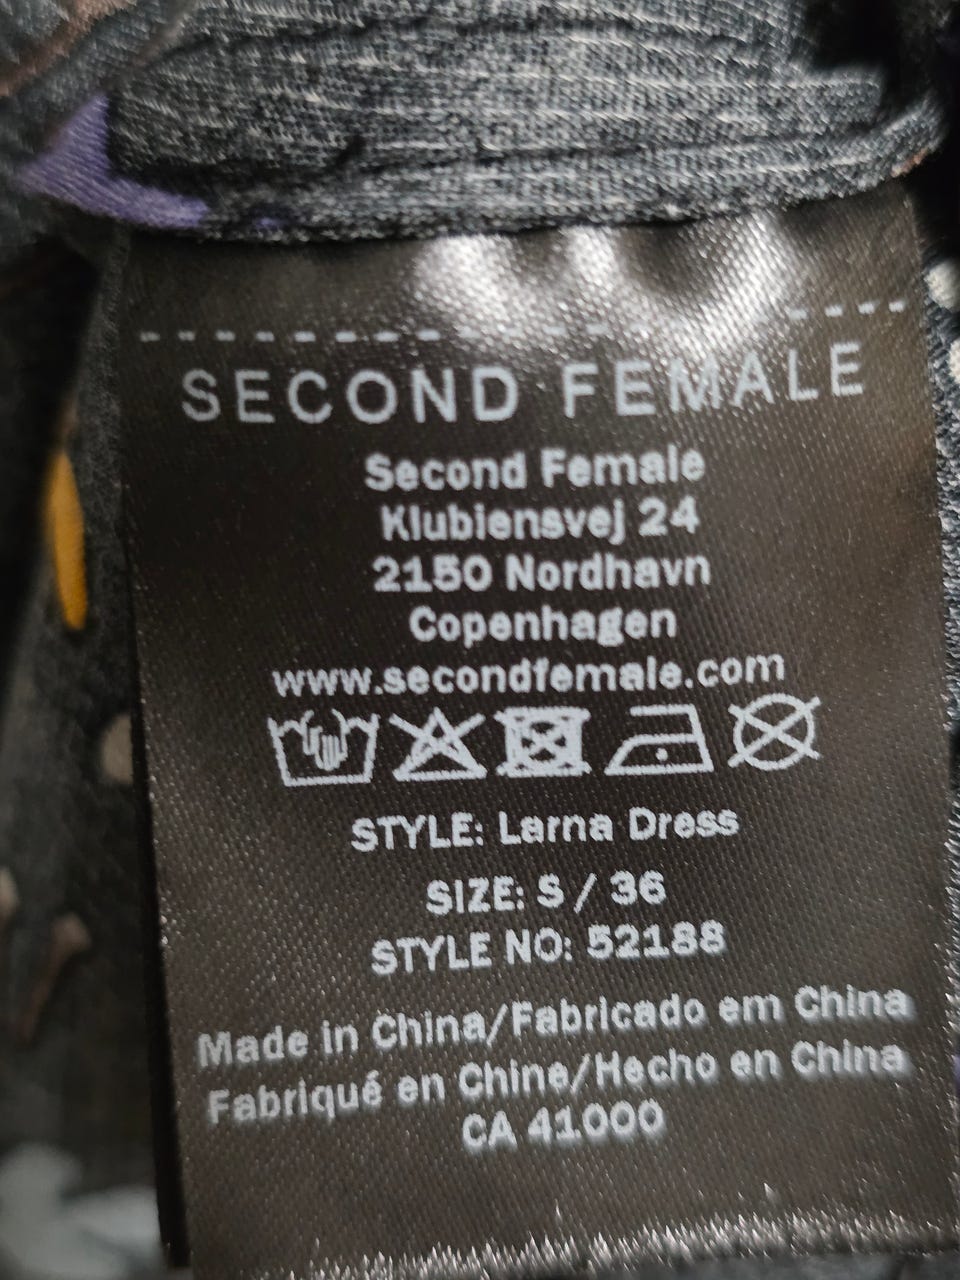 SECOND FEMALE
Second Female
Klubiensvej 24
2150 Nordhavn
Copenhagen
www.secondfemale.com
STYLE: Larna Dress
SIZE: S / 36
STYLE NO: 52188
Made in China/Fabricado em China
Fabriqué en Chine/Hecho en China
CA 41000